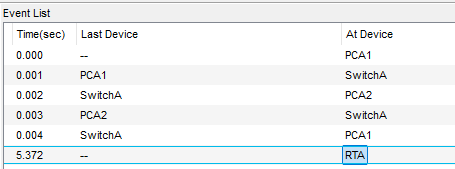 Event List
Time(sec) Last Device At Device
0.000 -- PCA1
0.001 PCA1 SwitchA
0.002 SwitchA PCA2
0.003 PCA2 SwitchA
0.004 SwitchA PCA1
5.372 -- RTA